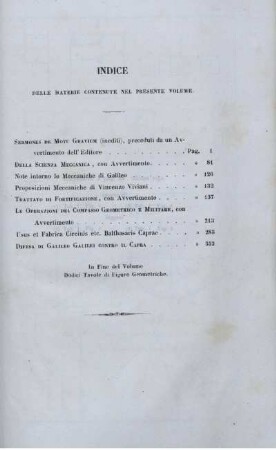 INDICE
DELLE MATERIE CONTENUTE NEL PRESENTE VOLUME.
SERMONES DE MOTU GRAVIUM (inediti), preceduti da un Av-
vertimento dell' Editore . . . . . . . . . Pag. 1
DELLA SCIENZA MECCANICA, con Avvertimento. . . . . . » 81
Note intorno le Meccaniche di Galileo . . . . . . . » 128
Proposizioni Meccaniche di Vincenzo Viviani . . . . . » 132
TRATTATO DI FORTIFICAZIONE, con Avvertimento . . . . . » 137
LE OPERAZIONI DEL COMPASSO GEOMETRICO E MILITARE, con
Avvertimento . . . . . . . . . . . . . » 213
Usus et Fabrica Circini etc. Balthasaris Caprae . . . . » 285
DIFESA DI GALILEO GALILEI CONTRO IL CAPRA . . . . . » 333
In Fine del Volume
Dodici Tavole di Figure Geometriche.